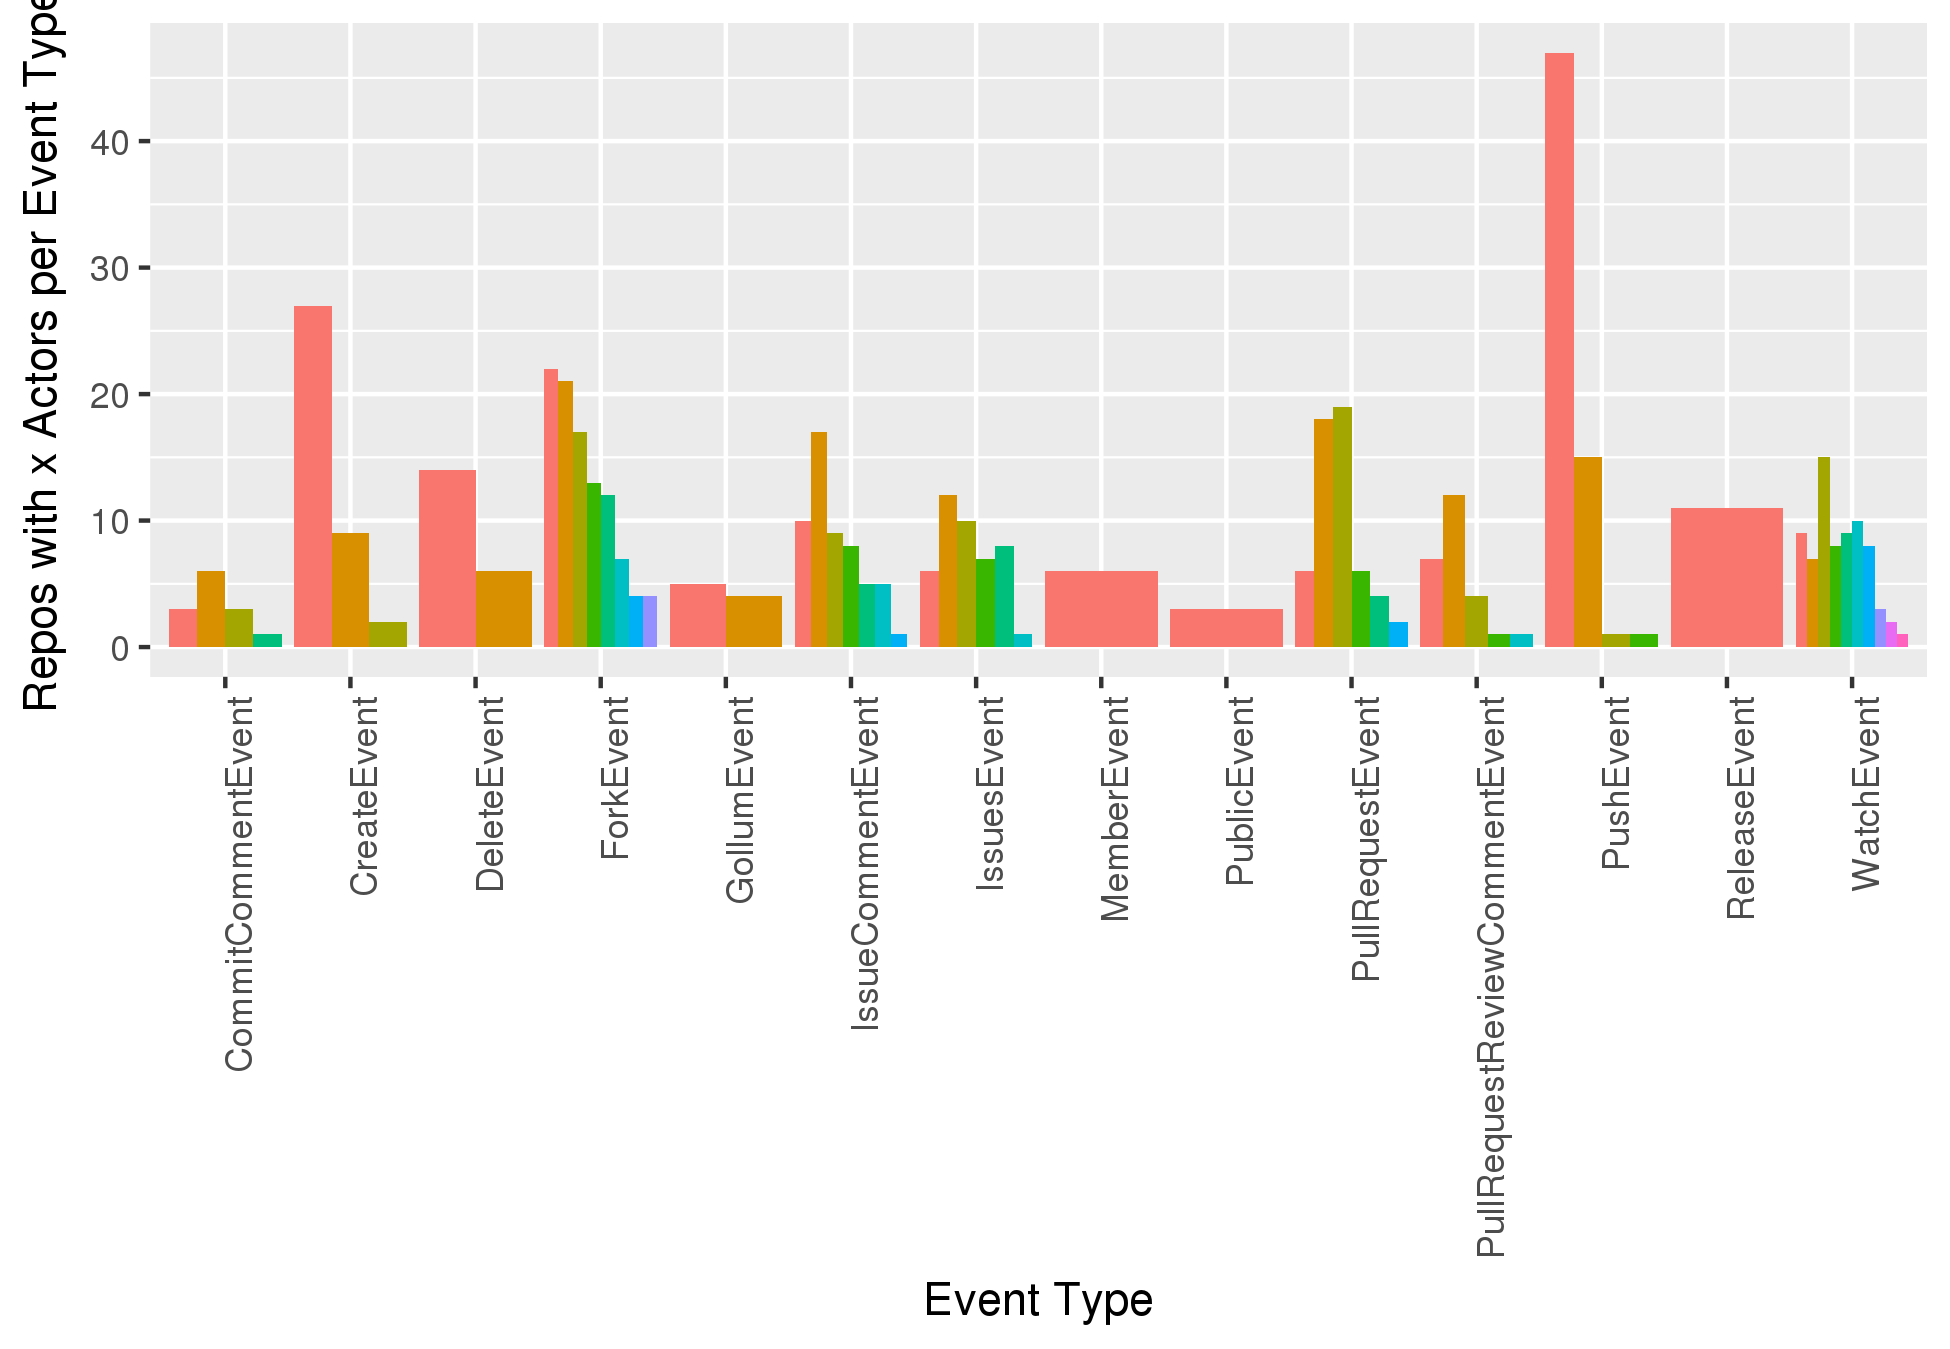 Repos with x Actors per Event Type
40
30
20
10
0
CommitCommentEvent
CreateEvent
DeleteEvent
ForkEvent
GollumEvent
IssueCommentEvent
IssuesEvent
MemberEvent
PublicEvent
PullRequestEvent
PullRequestReviewCommentEvent
PushEvent
ReleaseEvent
WatchEvent
Event Type